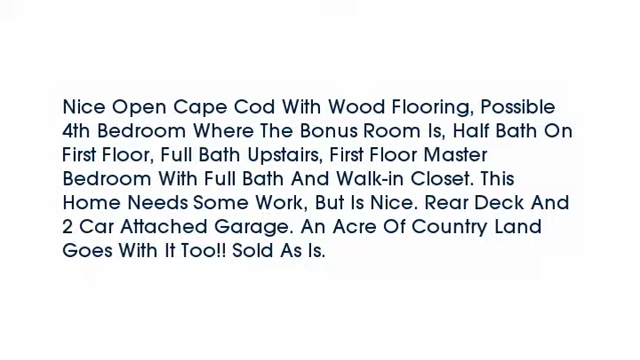 Nice Open Cape Cod With Wood Flooring, Possible
4th Bedroom Where The Bonus Room Is, Half Bath On
First Floor, Full Bath Upstairs, First Floor Master
Bedroom With Full Bath And Walk-in Closet. This
Home Needs Some Work, But Is Nice. Rear Deck And
2 Car Attached Garage. An Acre Of Country Land
Goes With It Too!! Sold As Is.